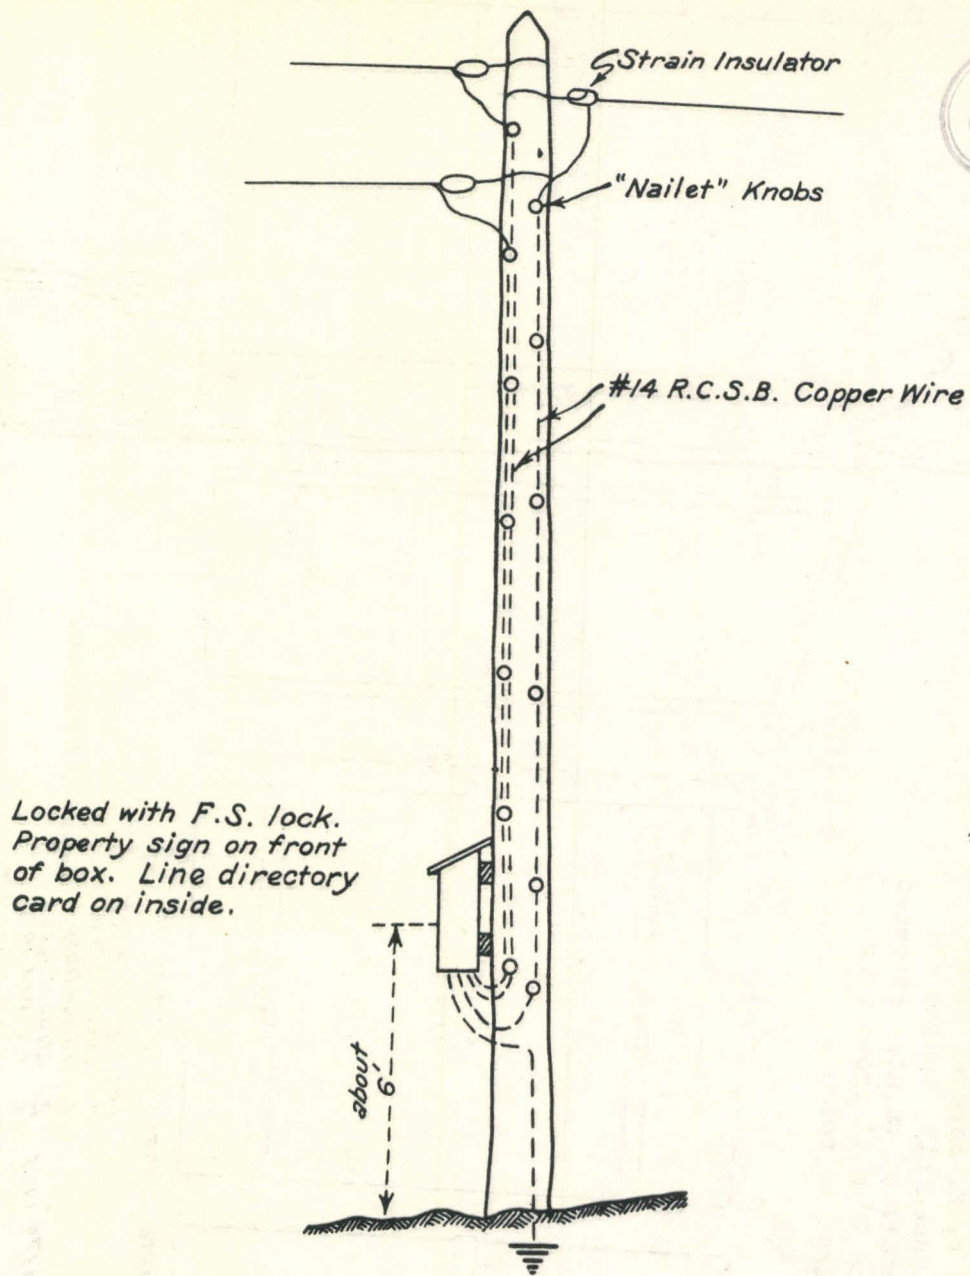 Strain Insulator
"Nailet" Knobs
#14 R.C.S.B. Copper Wire
Locked with F.S. lock.
Property sign on front
of box. Line directory
card on inside.
about
6'